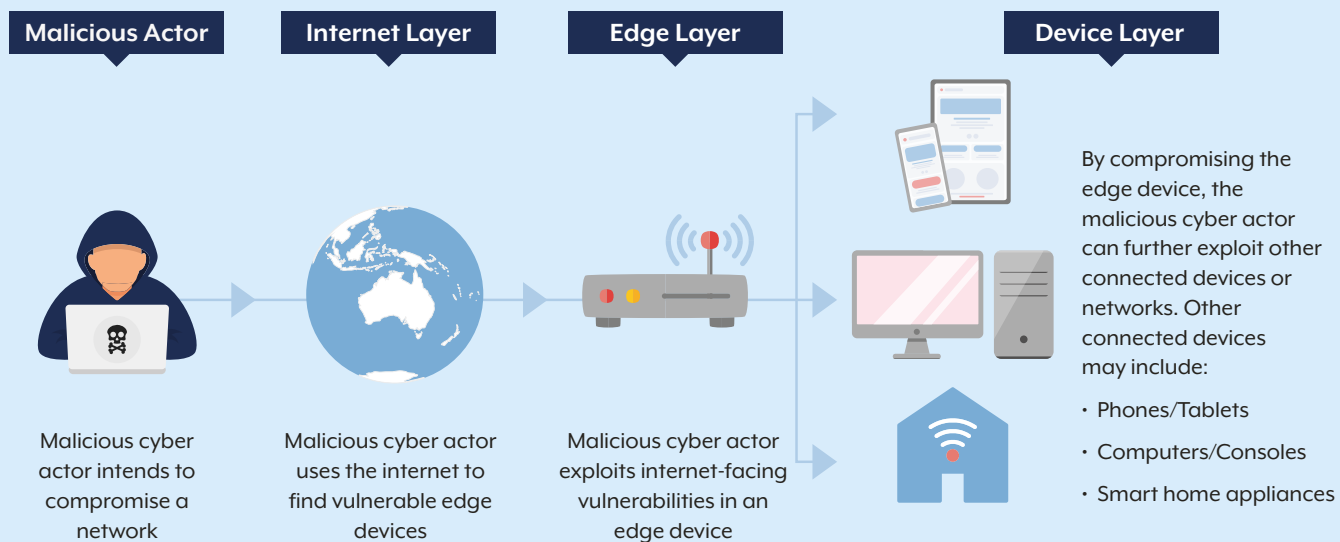 Malicious Actor
Internet Layer
Edge Layer
Device Layer
Malicious cyber
actor intends to
compromise a
network
Malicious cyber actor
uses the internet to
find vulnerable edge
devices
Malicious cyber actor
exploits internet-facing
vulnerabilities in an
edge device
By compromising the
edge device, the
malicious cyber actor
can further exploit other
connected devices or
networks. Other
connected devices
may include:
• Phones/Tablets
• Computers/Consoles
• Smart home appliances